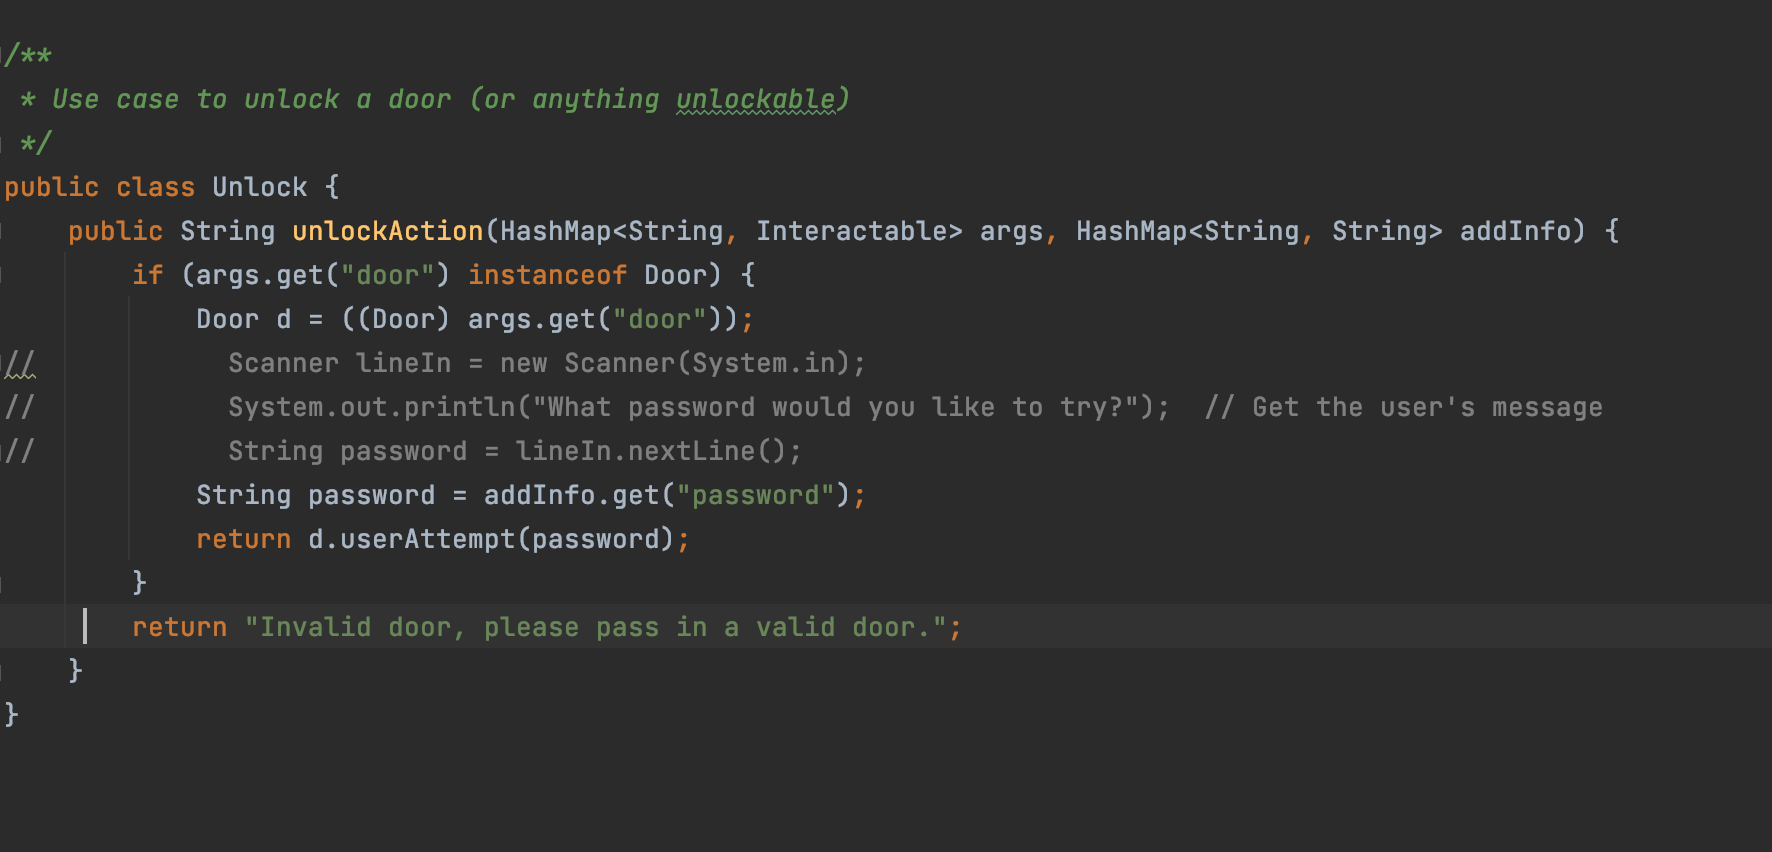 /**
 * Use case to unlock a door (or anything unlockable)
 */
public class Unlock {
    public String unlockAction(HashMap<String, Interactable> args, HashMap<String, String> addInfo) {
        if (args.get("door") instanceof Door) {
            Door d = ((Door) args.get("door"));
//            Scanner lineIn = new Scanner(System.in);
//            System.out.println("What password would you like to try?");  // Get the user's message
//            String password = lineIn.nextLine();
            String password = addInfo.get("password");
            return d.userAttempt(password);
        }
        return "Invalid door, please pass in a valid door.";
    }
}